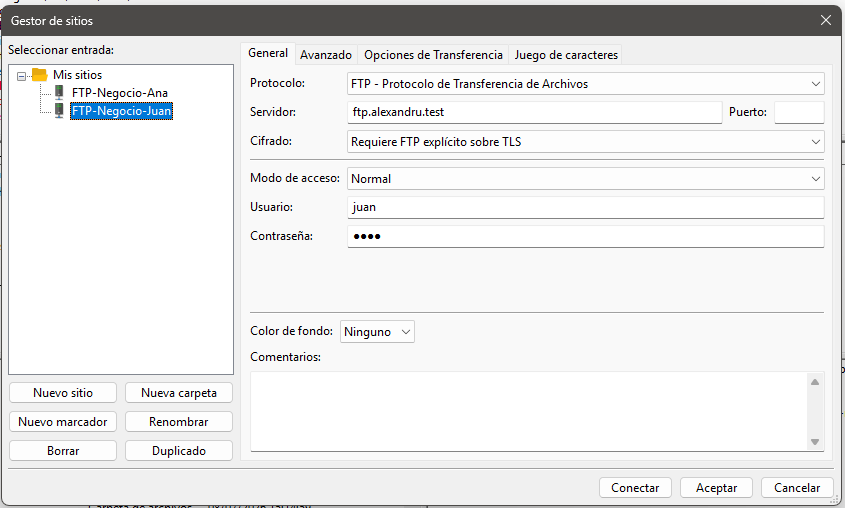 Gestor de sitios
Seleccionar entrada:
Mis sitios
FTP-Negocio-Ana
FTP-Negocio-Juan
Nuevo sitio
Nueva carpeta
Nuevo marcador
Renombrar
Borrar
Duplicado
General
Avanzado
Opciones de Transferencia
Juego de caracteres
Protocolo:
FTP - Protocolo de Transferencia de Archivos
Servidor:
ftp.alexandru.test
Puerto:
Cifrado:
Requiere FTP explícito sobre TLS
Modo de acceso:
Normal
Usuario:
juan
Contraseña:
●●●●
Color de fondo:
Ninguno
Comentarios:
Conectar
Aceptar
Cancelar